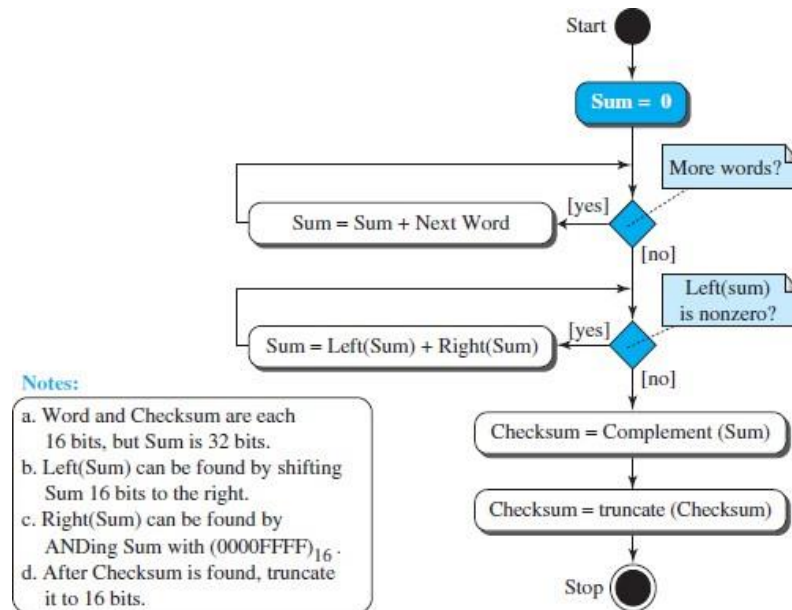 Start
Sum = 0
More words?
[yes]
Sum = Sum + Next Word
[no]
Left(sum)
is nonzero?
[yes]
Sum = Left(Sum) + Right(Sum)
[no]
Notes:
a. Word and Checksum are each
16 bits, but Sum is 32 bits.
b. Left(Sum) can be found by shifting
Sum 16 bits to the right.
c. Right(Sum) can be found by
ANDing Sum with (0000FFFF)₁₆.
d. After Checksum is found, truncate
it to 16 bits.
Checksum = Complement (Sum)
Checksum = truncate (Checksum)
Stop